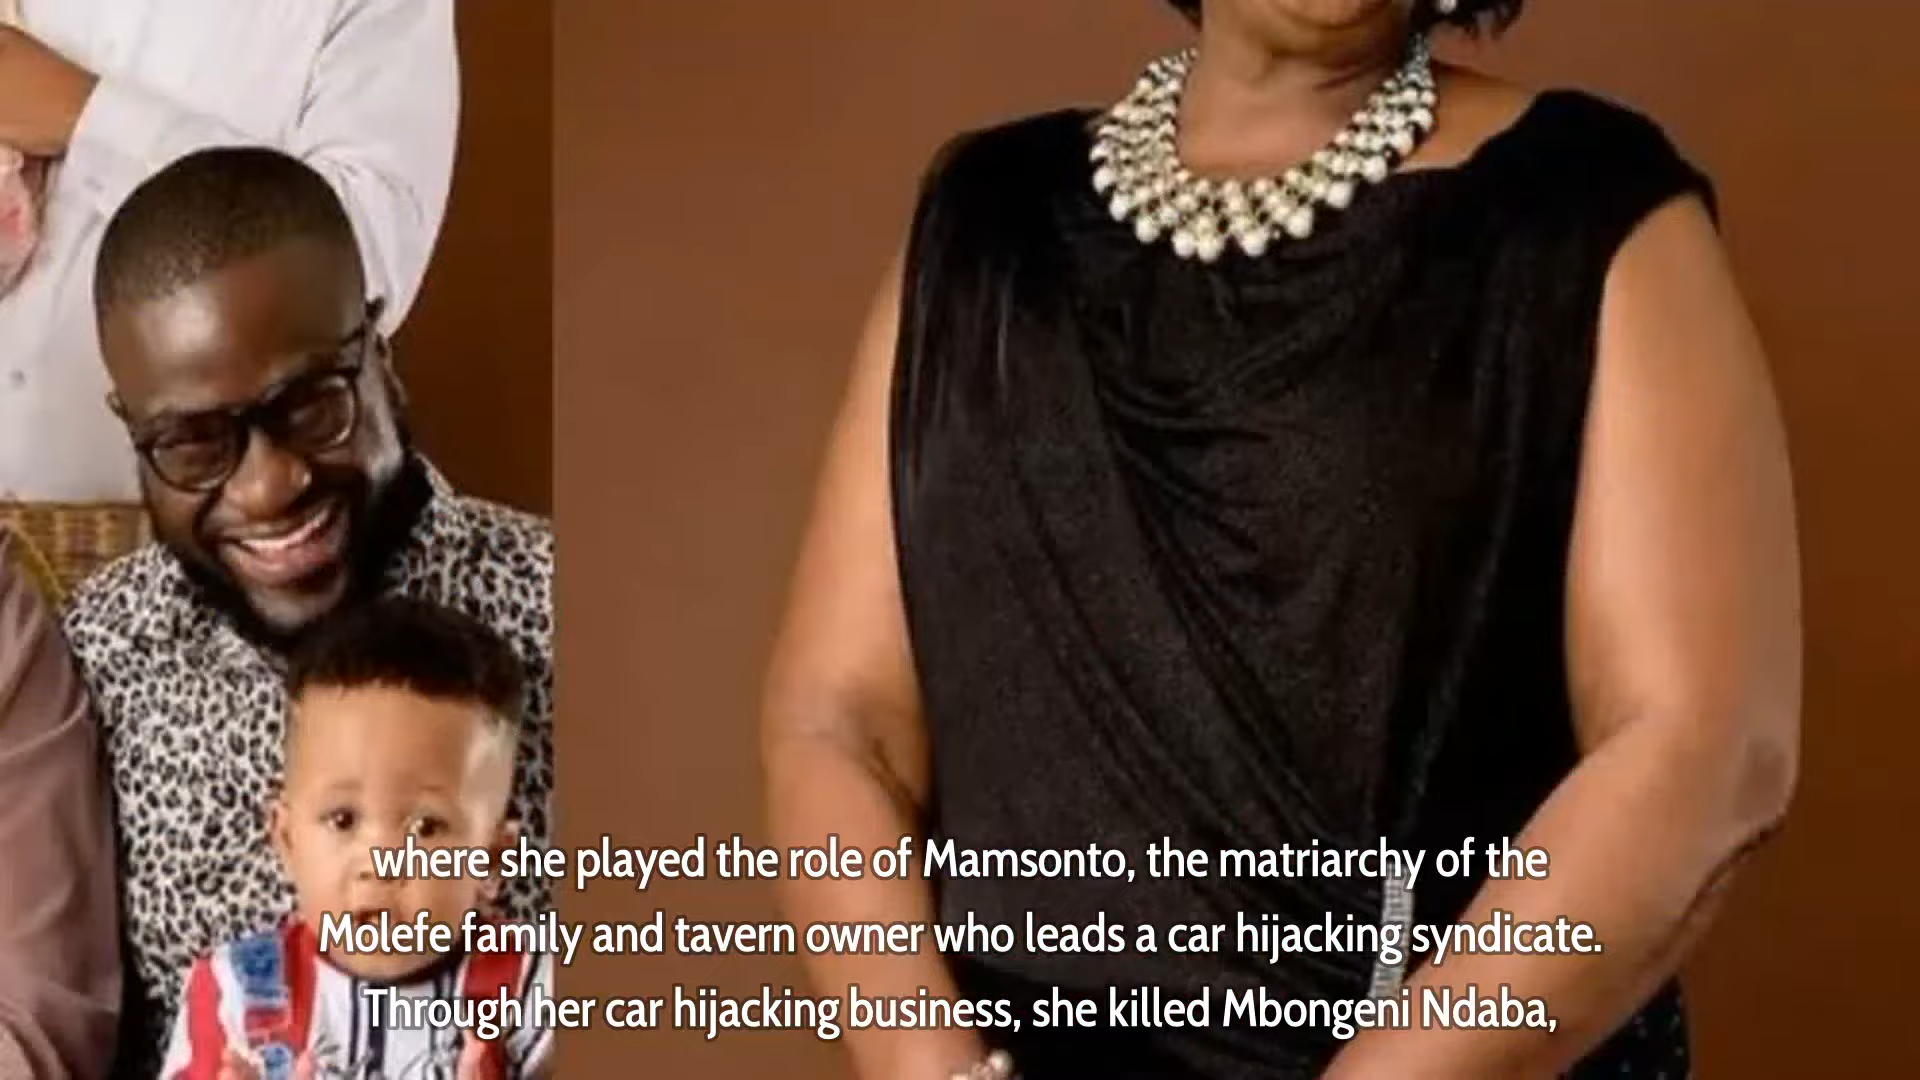 where she played the role of Mamsonto, the matriarchy of the
Molefe family and tavern owner who leads a car hijacking syndicate.
Through her car hijacking business, she killed Mbongeni Ndaba,